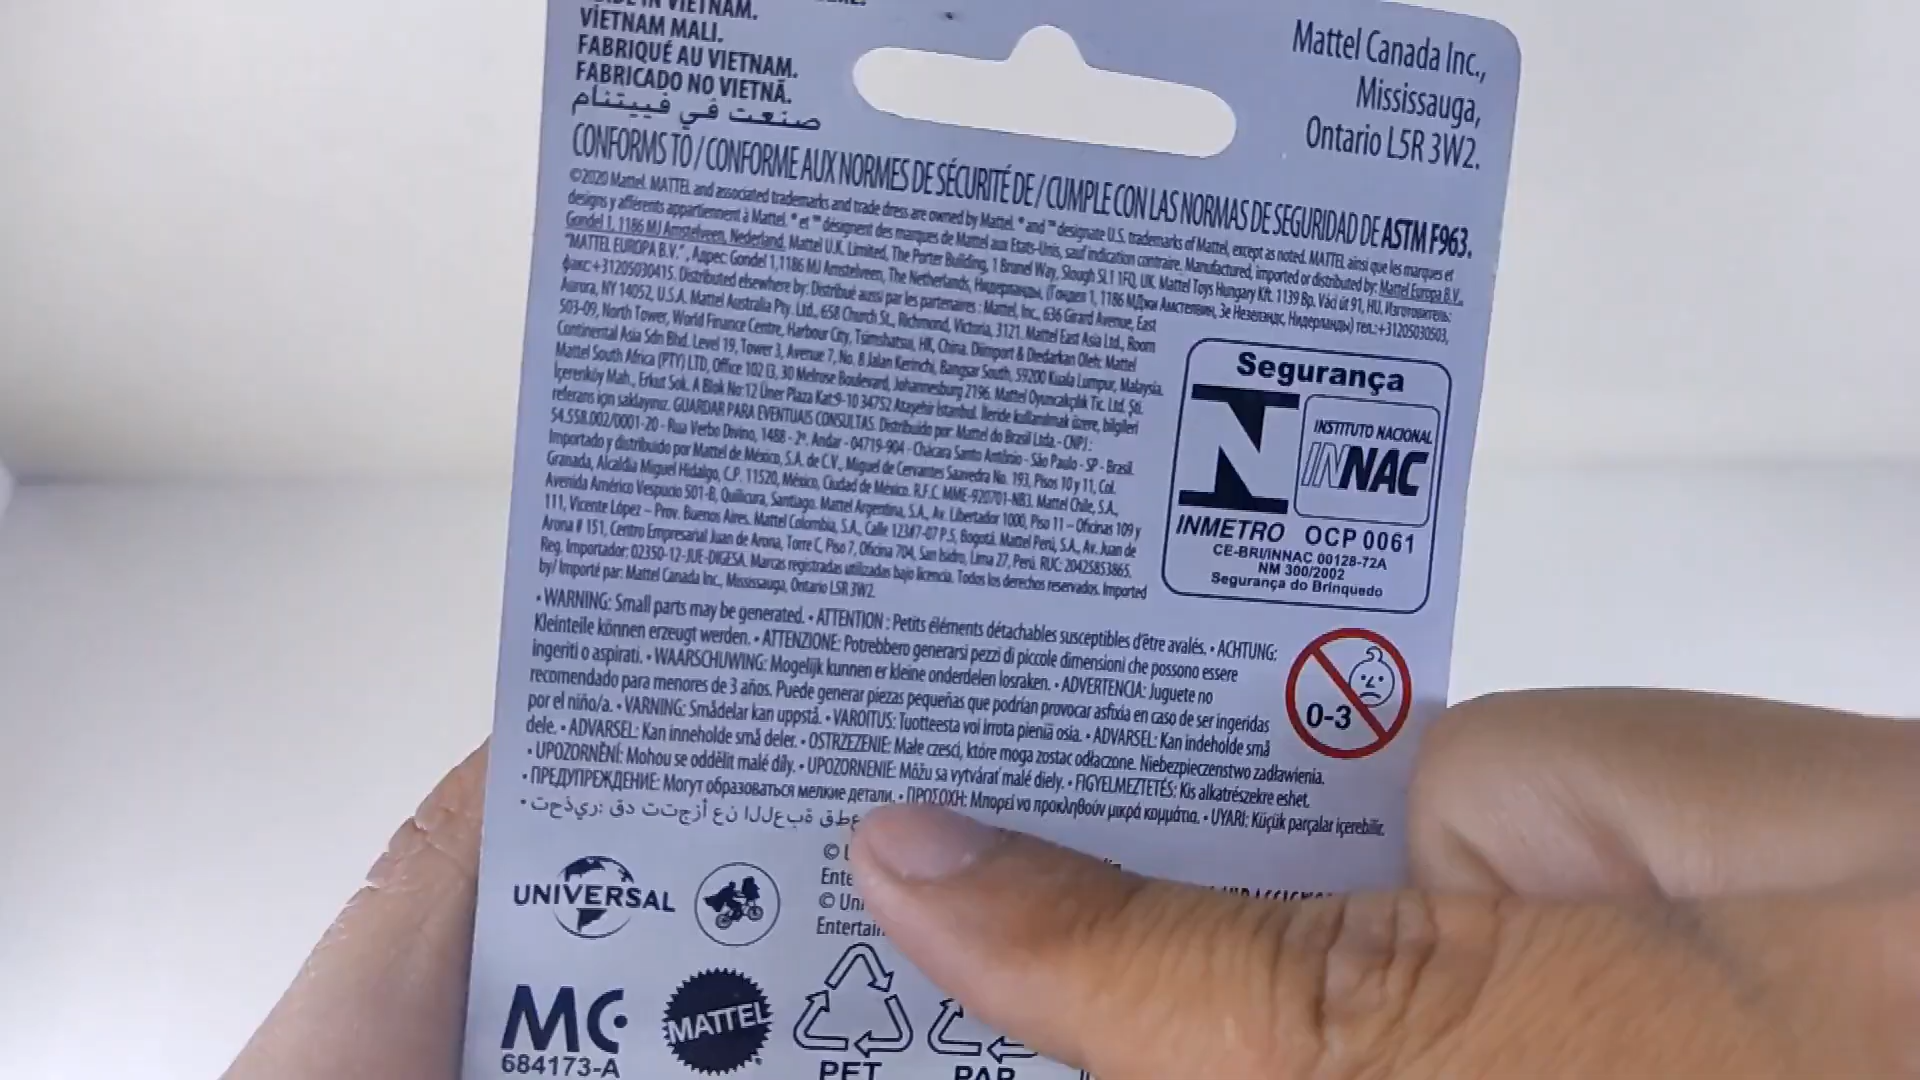 IN VIETNAM.
VIETNAM MALI.
FABRIQUÉ AU VIETNAM.
FABRICADO NO VIETNÃ.
صنعت في فييتنام
Mattel Canada Inc.,
Mississauga,
Ontario L5R 3W2.
CONFORMS TO / CONFORME AUX NORMES DE SÉCURITÉ DE / CUMPLE CON LAS NORMAS DE SEGURIDAD DE ASTM F963.
©2020 Mattel. MATTEL and associated trademarks and trade dress are owned by Mattel. ® and ™ designate U.S. trademarks of Mattel, except as noted. MATTEL ainsi que les marques et
designs y afférents appartiennent à Mattel. ® et ™ désignent des marques de Mattel aux États-Unis, sauf indication contraire. Manufactured, imported or distributed by: Mattel Europa B.V.,
Gondel 1, 1186 MJ Amstelveen, Nederland. Mattel U.K. Limited, The Porter Building, 1 Brunel Way, Slough SL1 1FQ, UK. Mattel Toys Hungary Kft. 1139 Bp. Váci út 91, HU. Изготовитель:
"MATTEL EUROPA B.V.", Адрес: Gondel 1,1186 MJ Amstelveen, The Netherlands, Нидерланды, (Гондел 1, 1186 МДжи Амстелвин, Зе Незеландс, Нидерланды) тел.:+31205030503,
факс:+31205030415. Distributed elsewhere by: Distribué aussi par les partenaires : Mattel, Inc., 636 Girard Avenue, East
Aurora, NY 14052, U.S.A. Mattel Australia Pty. Ltd., 658 Church St., Richmond, Victoria, 3121. Mattel East Asia Ltd., Room
503-09, North Tower, World Finance Centre, Harbour City, Tsimshatsui, HK, China. Diimport & Diedarkan Oleh: Mattel
Continental Asia Sdn Bhd. Level 19, Tower 3, Avenue 7, No. 8 Jalan Kerinchi, Bangsar South, 59200 Kuala Lumpur, Malaysia.
Mattel South Africa (PTY) LTD, Office 102 I3, 30 Melrose Boulevard, Johannesburg 2196. Mattel Oyuncakçılık Tic. Ltd. Şti.
İçerenköy Mah., Erkut Sok. A Blok No:12 Üner Plaza Kat:9-10 34752 Ataşehir İstanbul. İleride kullanılmak üzere, bilgileri
referans için saklayınız. GUARDAR PARA EVENTUAIS CONSULTAS. Distribuído por: Mattel do Brasil Ltda.- CNPJ :
54.558.002/0001-20 - Rua Verbo Divino, 1488 - 2º. Andar - 04719-904 - Chácara Santo Antônio - São Paulo - SP - Brasil.
Importado y distribuido por Mattel de México, S.A. de C.V., Miguel de Cervantes Saavedra No. 193, Pisos 10 y 11, Col.
Granada, Alcaldía Miguel Hidalgo, C.P. 11520, México, Ciudad de México. R.F.C. MME-920701-NB3. Mattel Chile, S.A.,
Avenida Américo Vespucio 501-B, Quilicura, Santiago. Mattel Argentina, S.A., Av. Libertador 1000, Piso 11 – Oficinas 109 y
111, Vicente López – Prov. Buenos Aires. Mattel Colombia, S.A., Calle 123#7-07 P.5, Bogotá. Mattel Perú, S.A., Av. Juan de
Arona # 151, Centro Empresarial Juan de Arona, Torre C, Piso 7, Oficina 704, San Isidro, Lima 27, Perú. RUC: 20425853865.
Reg. Importador: 02350-12-JUE-DIGESA. Marcas registradas utilizadas bajo licencia. Todos los derechos reservados. Imported
by/ Importé par: Mattel Canada Inc., Mississauga, Ontario L5R 3W2.
Segurança
INSTITUTO NACIONAL
INNAC
INMETRO OCP 0061
CE-BRI/INNAC 00128-72A
NM 300/2002
Segurança do Brinquedo
• WARNING: Small parts may be generated. • ATTENTION : Petits éléments détachables susceptibles d'être avalés. • ACHTUNG:
Kleinteile können erzeugt werden. • ATTENZIONE: Potrebbero generarsi pezzi di piccole dimensioni che possono essere
ingeriti o aspirati. • WAARSCHUWING: Mogelijk kunnen er kleine onderdelen losraken. • ADVERTENCIA: Juguete no
recomendado para menores de 3 años. Puede generar piezas pequeñas que podrían provocar asfixia en caso de ser ingeridas
por el niño/a. • VARNING: Smådelar kan uppstå. • VAROITUS: Tuotteesta voi irrota pieniä osia. • ADVARSEL: Kan indeholde små
dele. • ADVARSEL: Kan inneholde små deler. • OSTRZEZENIE: Małe czesci, które moga zostac odłaczone. Niebezpieczenstwo zadławienia.
• UPOZORNĚNÍ: Mohou se oddělit malé díly. • UPOZORNENIE: Môžu sa vytvárať malé diely. • FIGYELMEZTETÉS: Kis alkatrészekre eshet.
• ПРЕДУПРЕЖДЕНИЕ: Могут образоваться мелкие детали. • ΠΡΟΣΟΧΗ: Μπορεί να προκληθούν μικρά κομμάτια. • UYARI: Küçük parçalar içerebilir.
• تحذير: قد تتجزأ عن اللعبة قطع
0-3
UNIVERSAL
©
©
MC
684173-A
MATTEL
PET
PAP